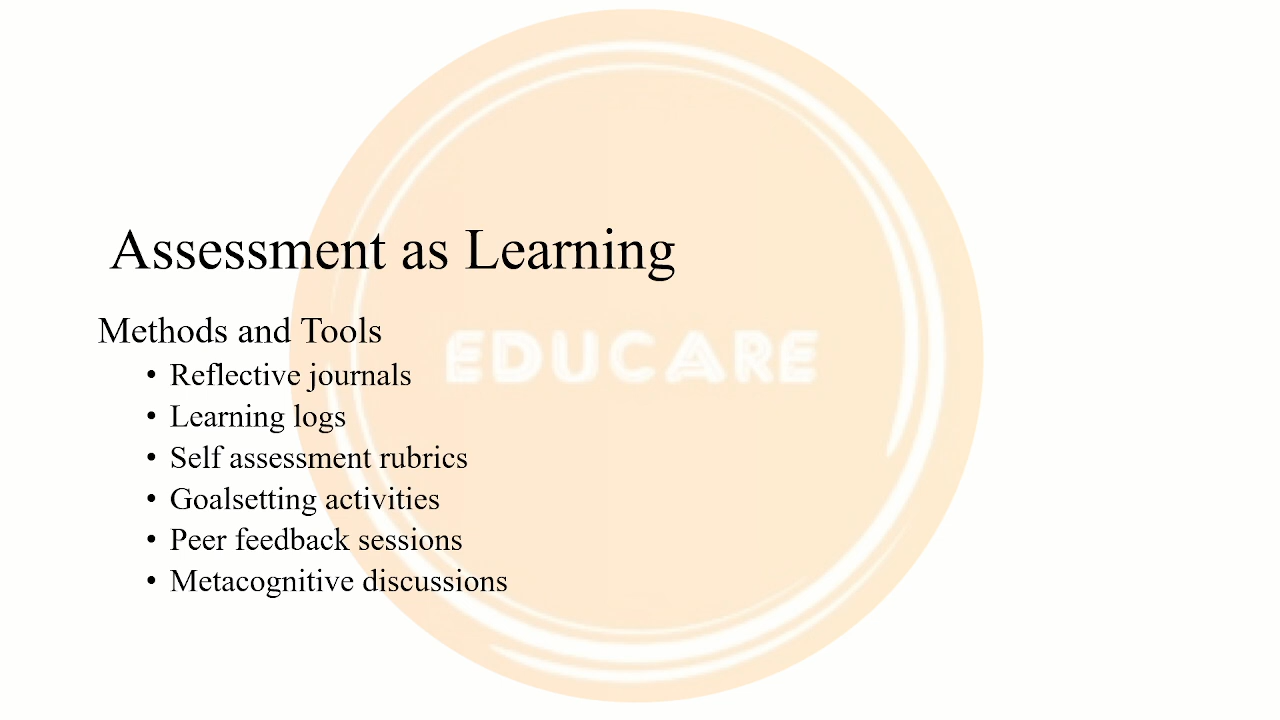 Assessment as Learning
Methods and Tools
• Reflective journals
• Learning logs
EDUCARE
• Self assessment rubrics
• Goalsetting activities
• Peer feedback sessions
• Metacognitive discussions